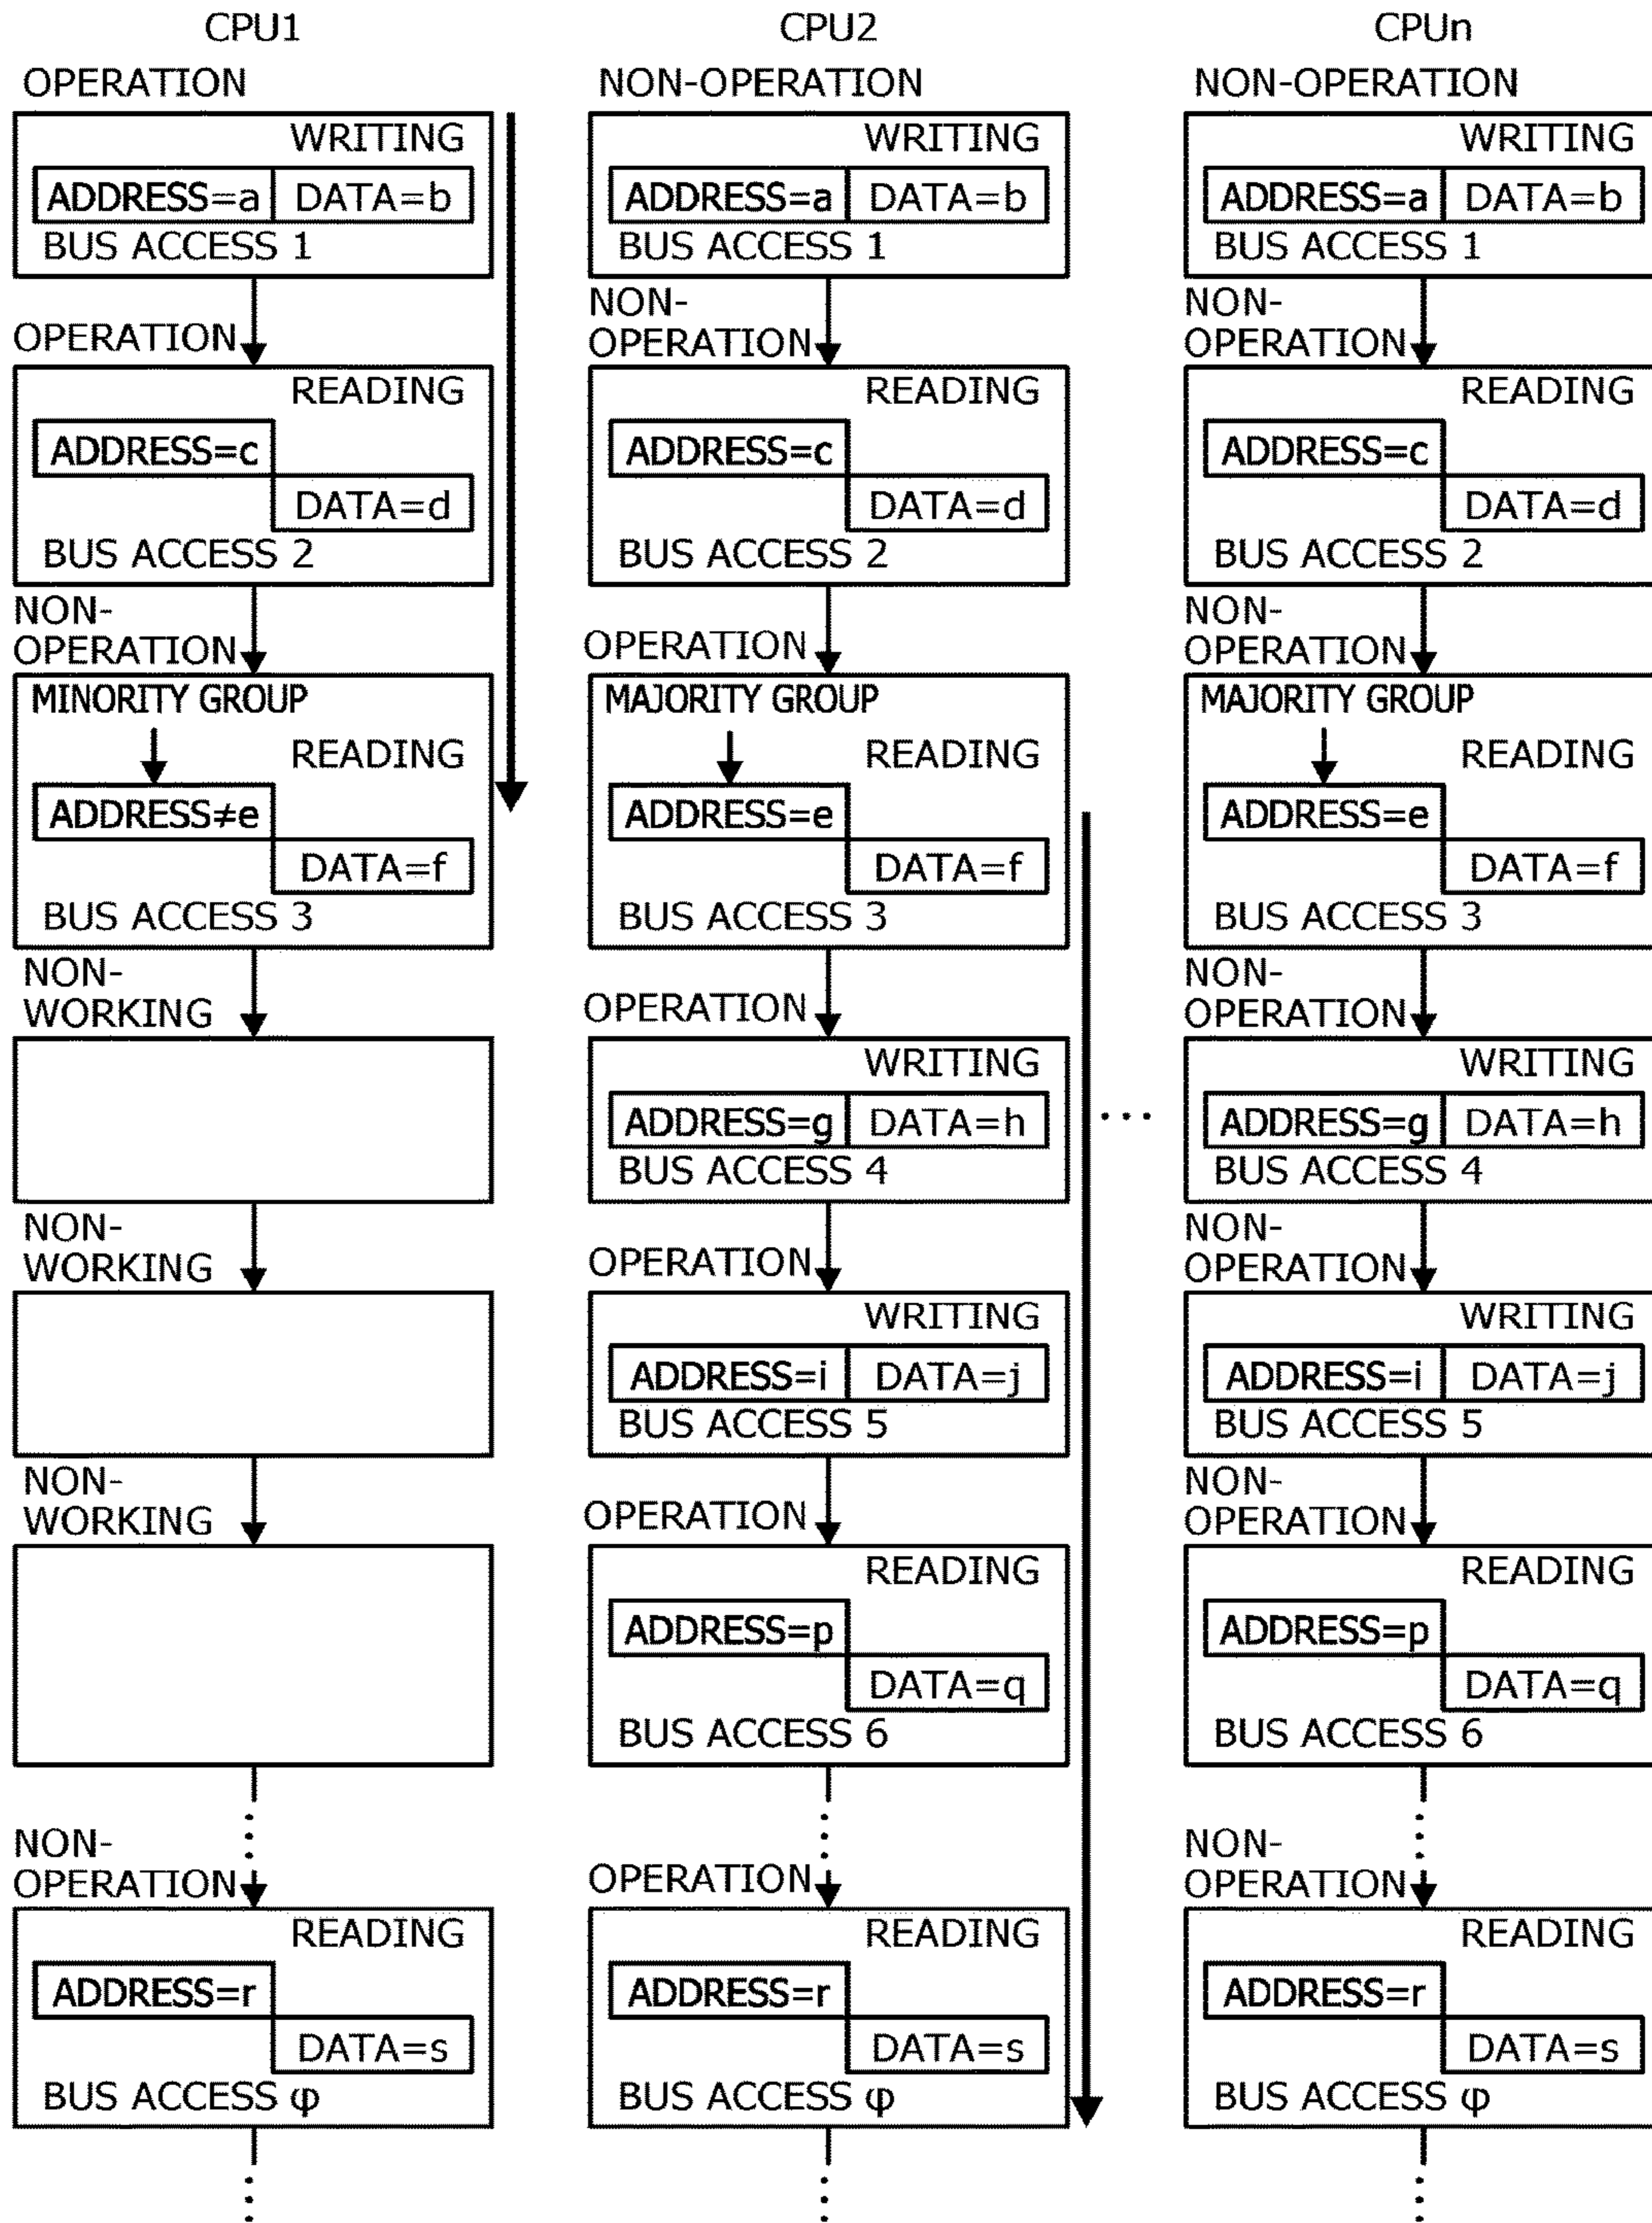 CPU1 CPU2 CPUn
OPERATION NON-OPERATION NON-OPERATION
WRITING WRITING WRITING
ADDRESS=a DATA=b ADDRESS=a DATA=b ADDRESS=a DATA=b
BUS ACCESS 1 BUS ACCESS 1 BUS ACCESS 1
NON- NON-
OPERATION OPERATION OPERATION
READING READING READING
ADDRESS=c ADDRESS=c ADDRESS=c
DATA=d DATA=d DATA=d
BUS ACCESS 2 BUS ACCESS 2 BUS ACCESS 2
NON- NON-
OPERATION OPERATION OPERATION
MINORITY GROUP MAJORITY GROUP MAJORITY GROUP
READING READING READING
ADDRESS≠e ADDRESS=e ADDRESS=e
DATA=f DATA=f DATA=f
BUS ACCESS 3 BUS ACCESS 3 BUS ACCESS 3
NON- NON-
WORKING OPERATION OPERATION
WRITING WRITING
ADDRESS=g DATA=h ... ADDRESS=g DATA=h
BUS ACCESS 4 BUS ACCESS 4
NON- NON-
WORKING OPERATION OPERATION
WRITING WRITING
ADDRESS=i DATA=j ADDRESS=i DATA=j
BUS ACCESS 5 BUS ACCESS 5
NON- NON-
WORKING OPERATION OPERATION
READING READING
ADDRESS=p ADDRESS=p
DATA=q DATA=q
BUS ACCESS 6 BUS ACCESS 6
NON- NON-
OPERATION OPERATION OPERATION
READING READING READING
ADDRESS=r ADDRESS=r ADDRESS=r
DATA=s DATA=s DATA=s
BUS ACCESS φ BUS ACCESS φ BUS ACCESS φ